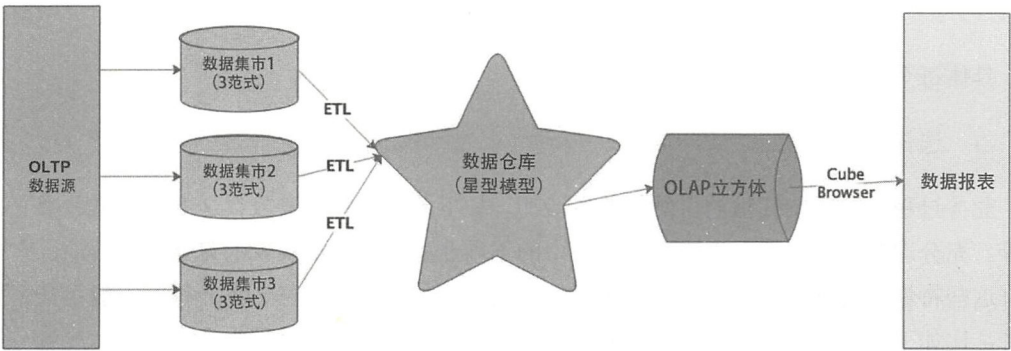 OLTP
数据源
数据集市1
（3范式）
数据集市2
（3范式）
数据集市3
（3范式）
ETL
ETL
ETL
数据仓库
（星型模型）
OLAP立方体
Cube
Browser
数据报表